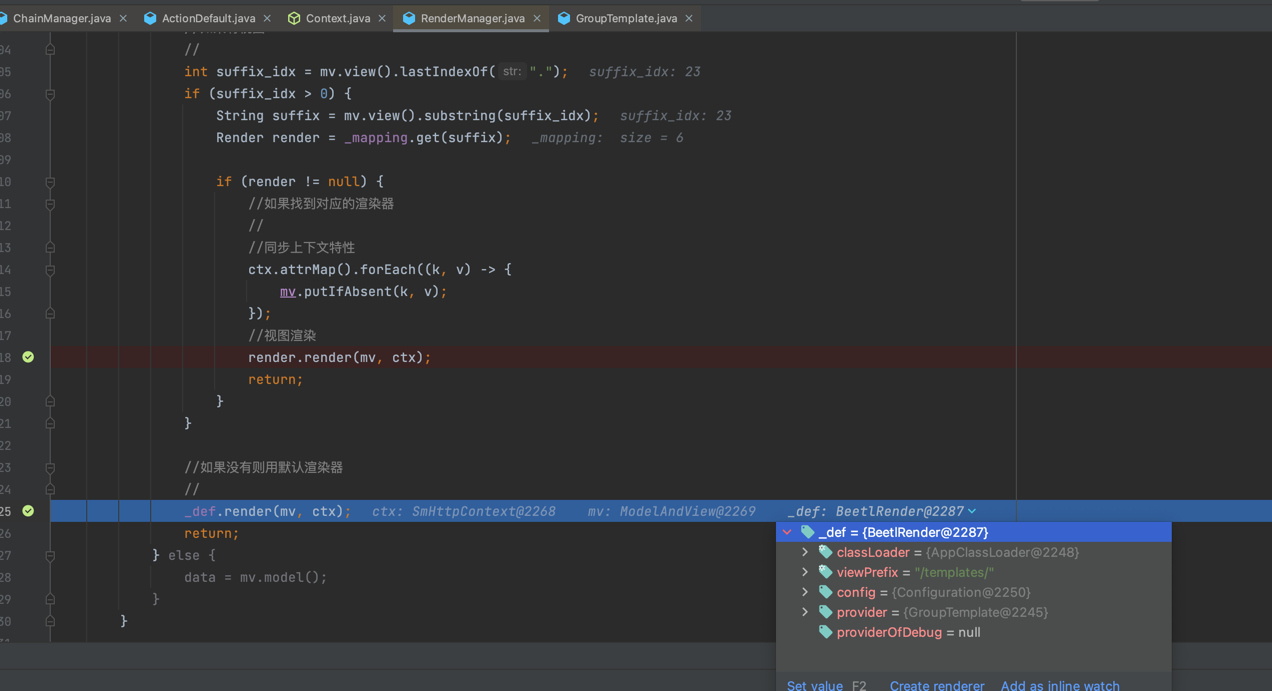 ChainManager.java × ActionDefault.java × Context.java × RenderManager.java × GroupTemplate.java ×
04 //
05 int suffix_idx = mv.view().lastIndexOf( str: "."); suffix_idx: 23
06 if (suffix_idx > 0) {
07 String suffix = mv.view().substring(suffix_idx); suffix_idx: 23
08 Render render = _mapping.get(suffix); _mapping: size = 6
09
10 if (render != null) {
11 //如果找到对应的渲染器
12 //
13 //同步上下文特性
14 ctx.attrMap().forEach((k, v) -> {
15 mv.putIfAbsent(k, v);
16 });
17 //视图渲染
18 render.render(mv, ctx);
19 return;
20 }
21 }
22
23 //如果没有则用默认渲染器
24 //
25 _def.render(mv, ctx); ctx: SmHttpContext@2268 mv: ModelAndView@2269 _def: BeetlRender@2287
26 return;
27 } else {
28 data = mv.model();
29 }
30 }
_def = {BeetlRender@2287}
classLoader = {AppClassLoader@2248}
viewPrefix = "/templates/"
config = {Configuration@2250}
provider = {GroupTemplate@2245}
providerOfDebug = null
Set value F2 Create renderer Add as inline watch